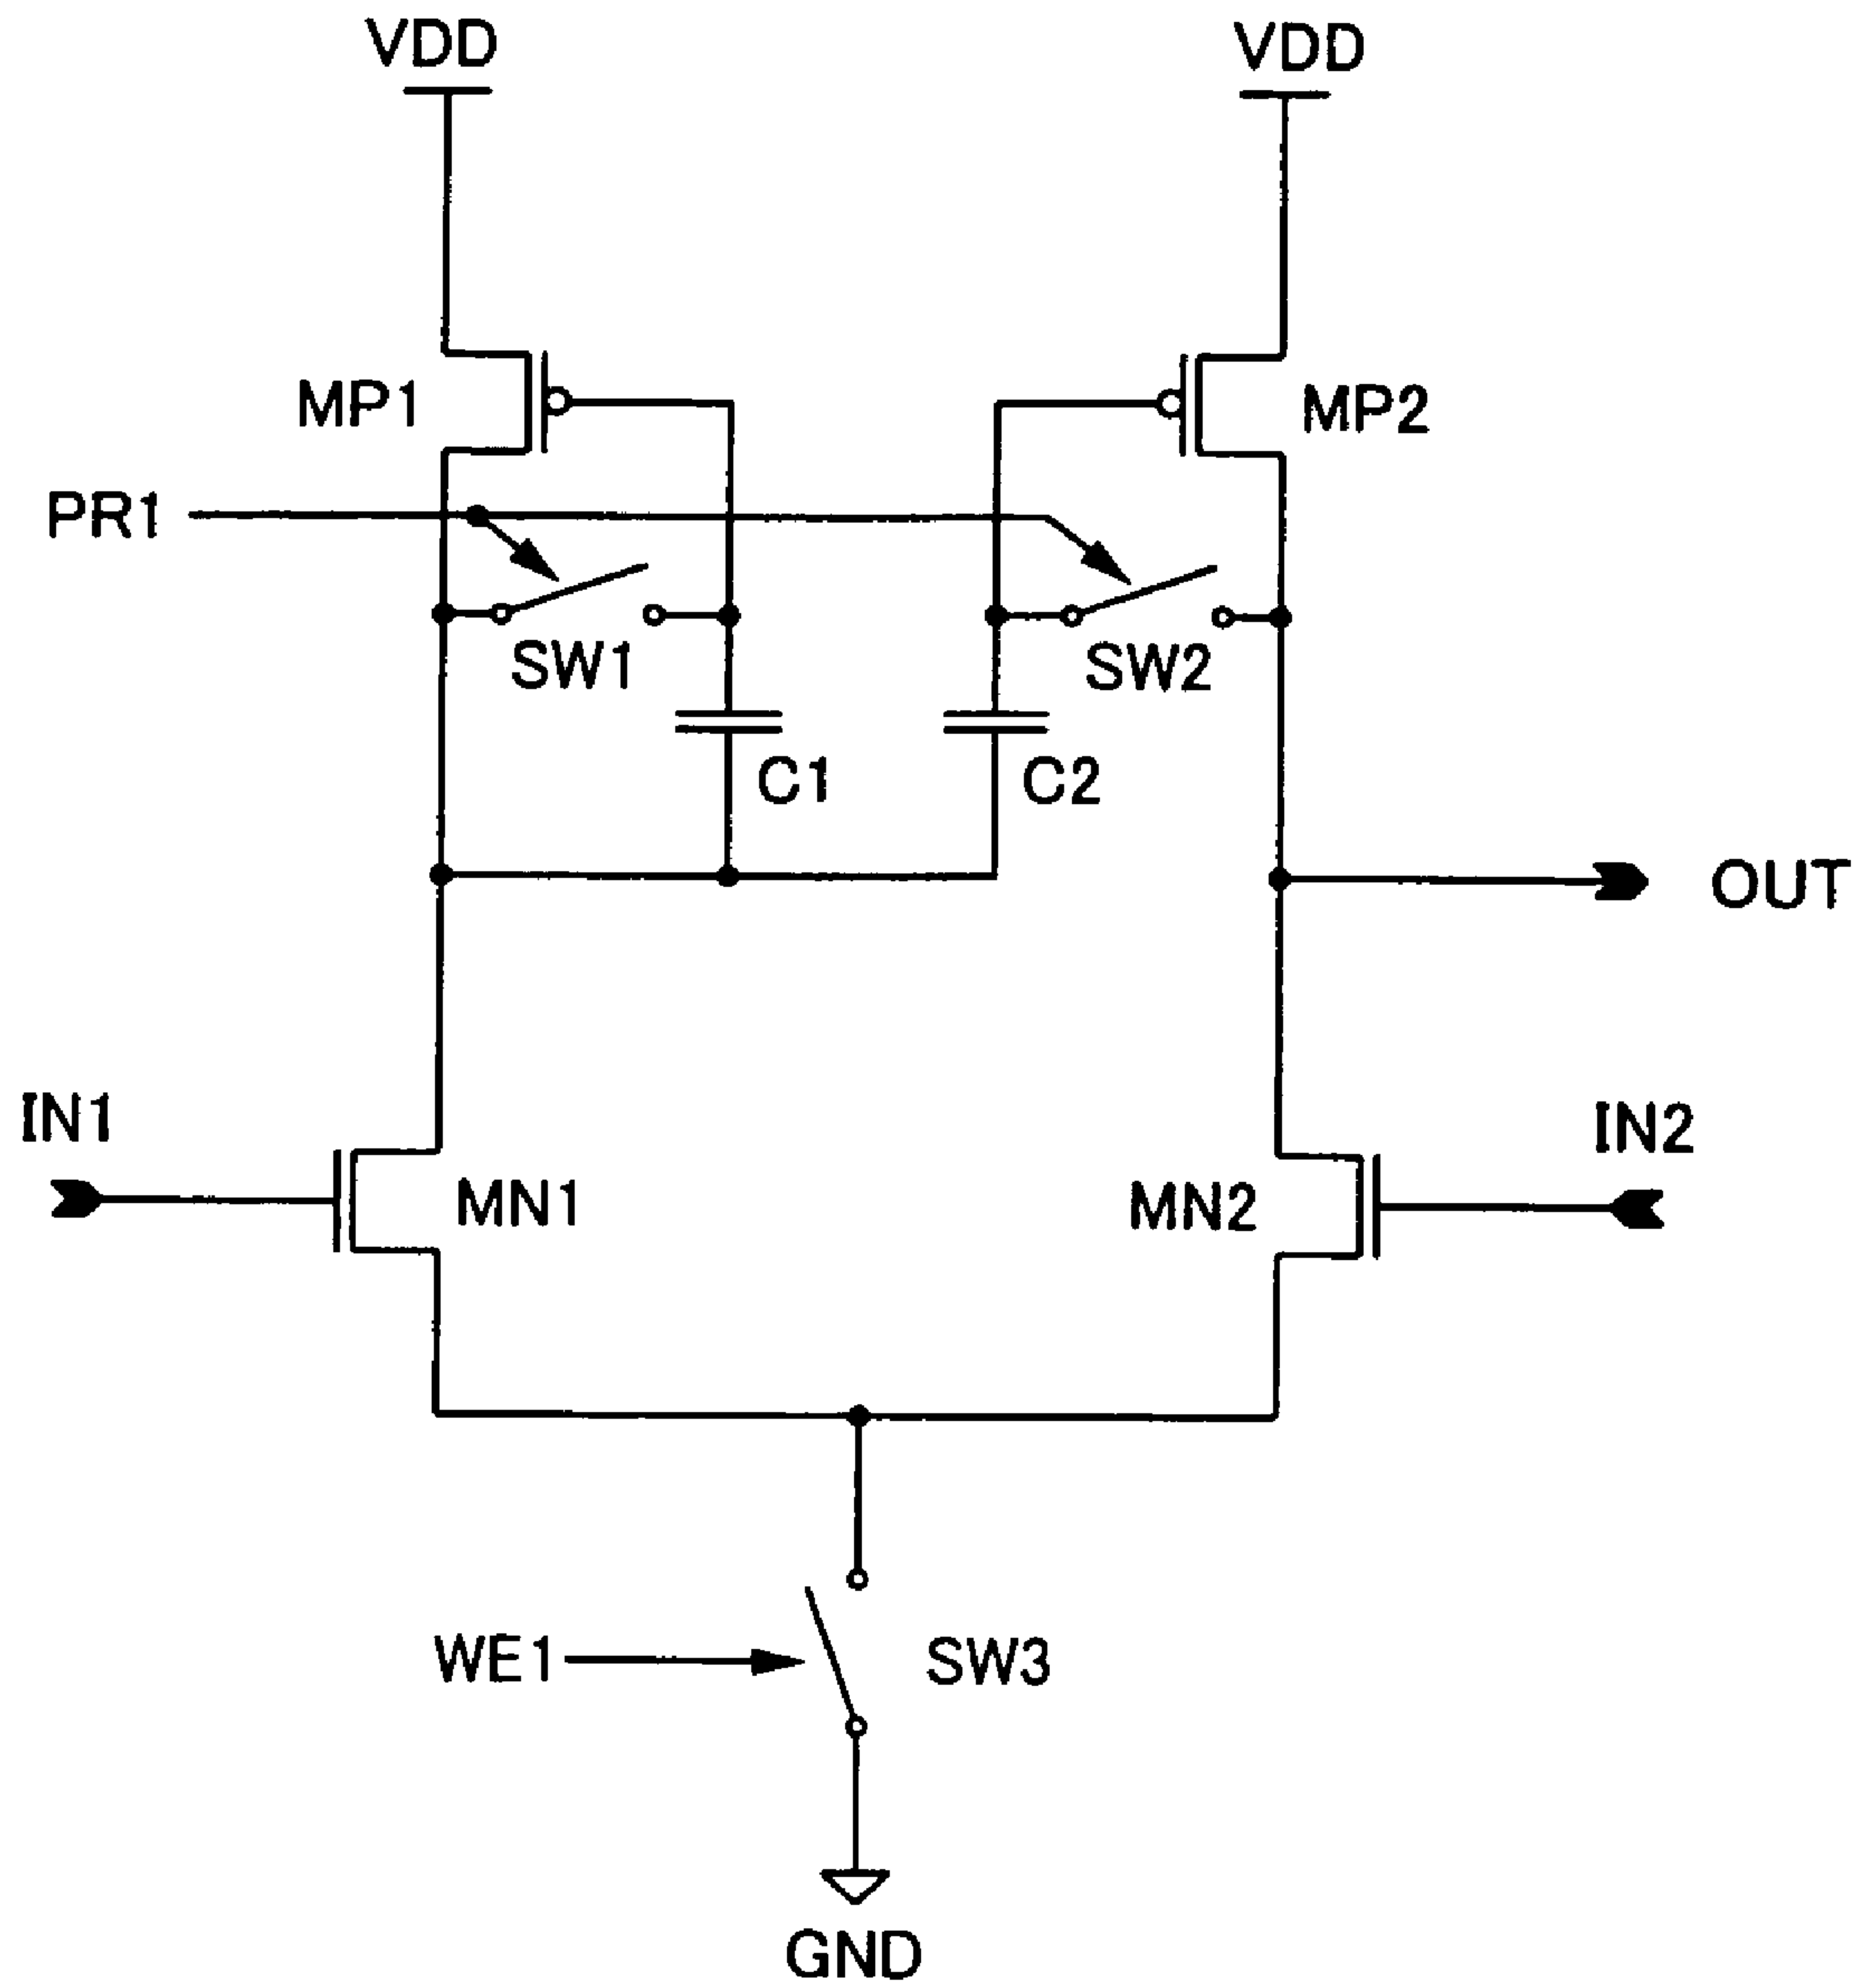 VDD
VDD
MP1
MP2
PR1
SW1
SW2
C1
C2
OUT
IN1
IN2
MN1
MN2
WE1
SW3
GND